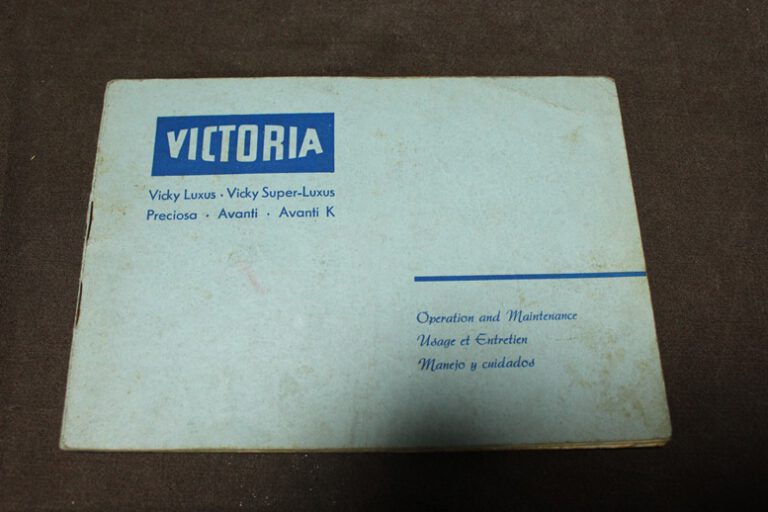 VICTORIA
Vicky Luxus · Vicky Super-Luxus
Preciosa · Avanti · Avanti K
Operation and Maintenance
Usage et Entretien
Manejo y cuidados